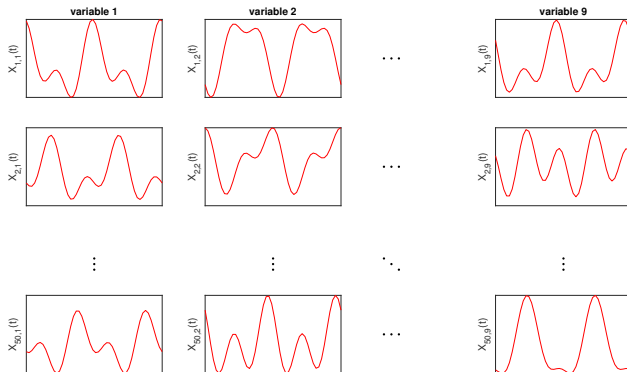 variable 1 variable 2 variable 9
X1,1(t) X1,2(t) ... X1,9(t)
X2,1(t) X2,2(t) ... X2,9(t)
⋮ ⋮ ⋱ ⋮
X50,1(t) X50,2(t) ... X50,9(t)